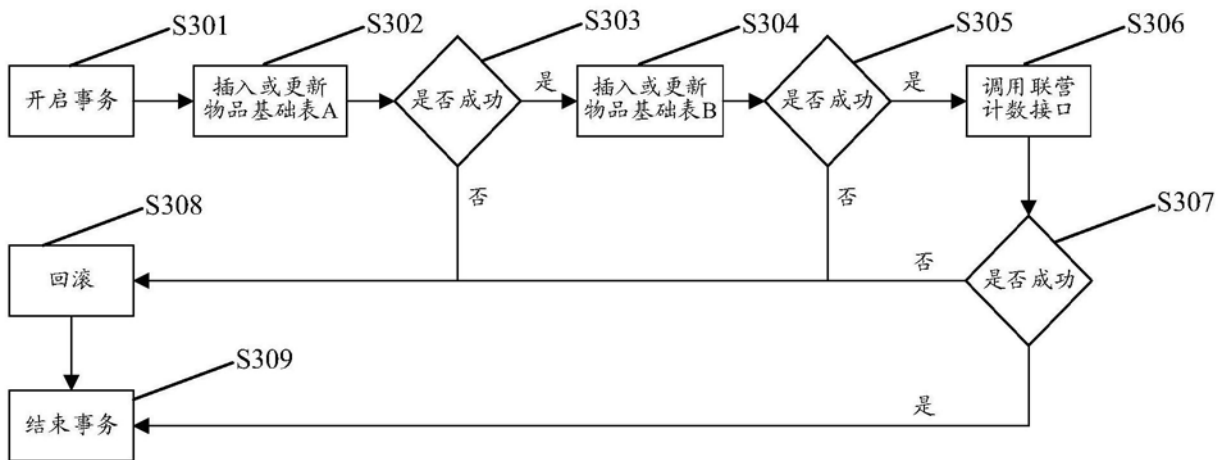 S301
S302
S303
S304
S305
S306
开启事务
插入或更新
物品基础表A
是否成功
是
插入或更新
物品基础表B
是否成功
是
调用联营
计数接口
否
否
S308
S307
回滚
否
是否成功
S309
结束事务
是